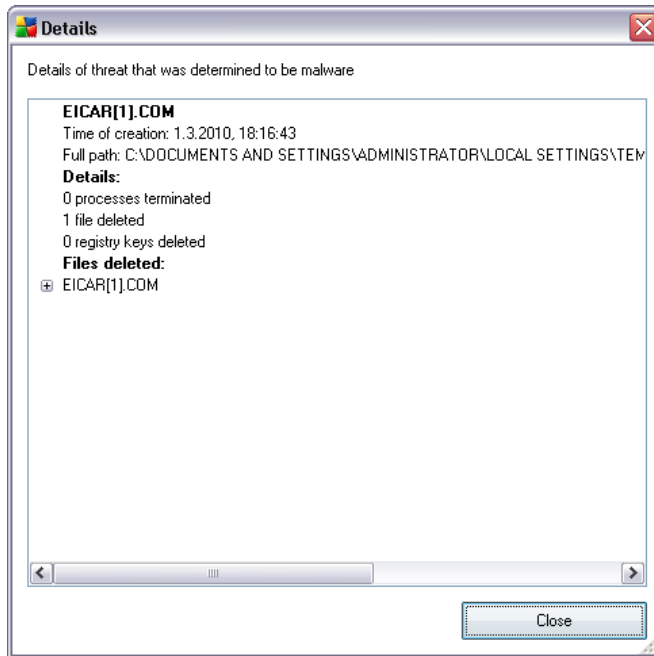 Details
Details of threat that was determined to be malware
EICAR[1].COM
Time of creation: 1.3.2010, 18:16:43
Full path: C:\DOCUMENTS AND SETTINGS\ADMINISTRATOR\LOCAL SETTINGS\TEM
Details:
0 processes terminated
1 file deleted
0 registry keys deleted
Files deleted:
EICAR[1].COM
Close